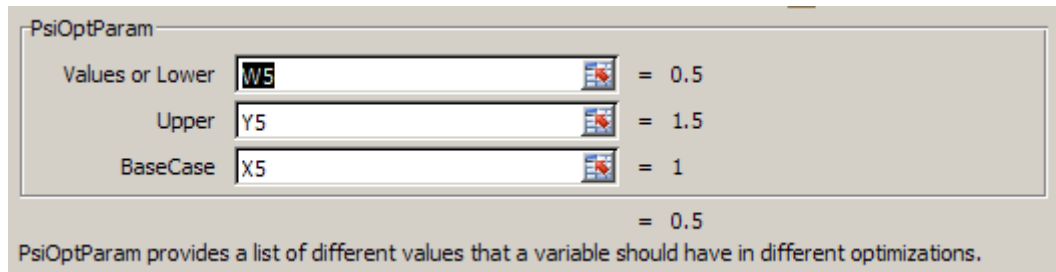 PsiOptParam
Values or Lower W5 = 0.5
Upper Y5 = 1.5
BaseCase X5 = 1
= 0.5
PsiOptParam provides a list of different values that a variable should have in different optimizations.